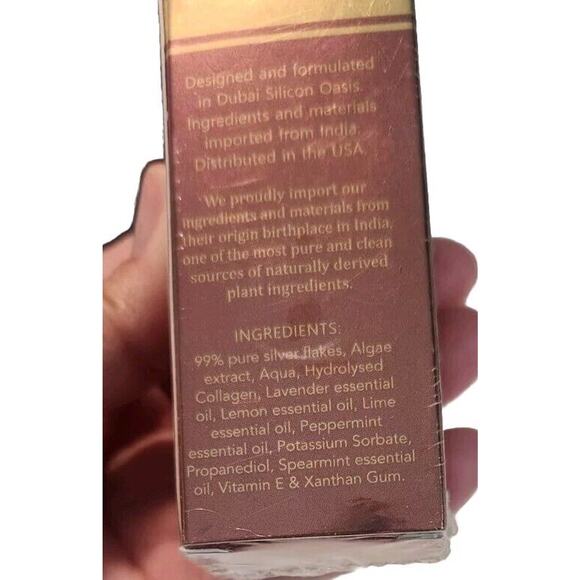 Designed and formulated
in Dubai Silicon Oasis.
Ingredients and materials
imported from India.
Distributed in the USA.
We proudly import our
ingredients and materials from
their origin birthplace in India,
one of the most pure and clean
sources of naturally derived
plant ingredients.
INGREDIENTS:
99% pure silver flakes, Algae
extract, Aqua, Hydrolysed
Collagen, Lavender essential
oil, Lemon essential oil, Lime
essential oil, Peppermint
essential oil, Potassium Sorbate,
Propanediol, Spearmint essential
oil, Vitamin E & Xanthan Gum.